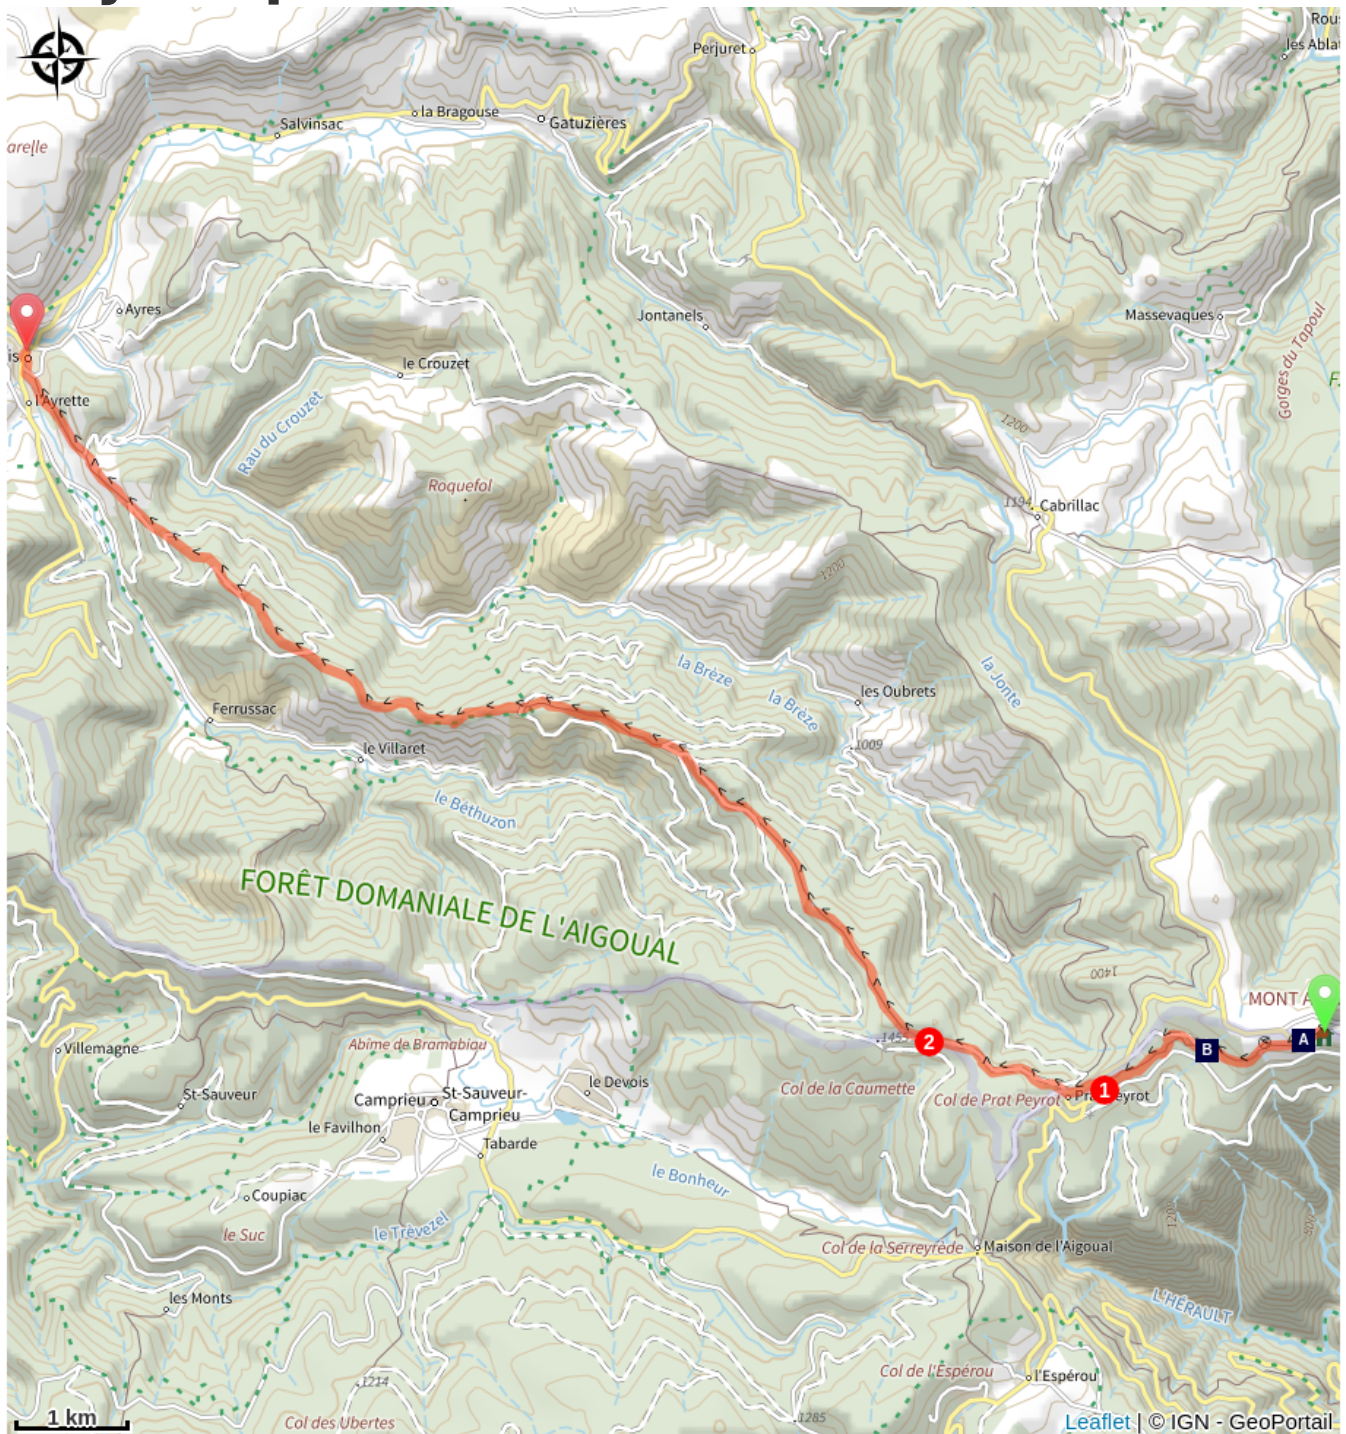 Perjuret
les Abla
la Bragouse
Salvinsac
Gatuzières
arelle
Ayres
Jontanels
Massevaques
Gorges du Tapoul
is
le Crouzet
l'Ayrette
Rau du Crouzet
1200
Roquefol
1194
Cabrillac
1200
la Brèze
la Brèze
les Oubrets
la Jonte
Ferrussac
le Villaret
1009
le Béthuzon
FORÊT DOMANIALE DE L'AIGOUAL
1400
MONT A
A
B
2
Villemagne
Abîme de Bramabiau
St-Sauveur
Camprieu
St-Sauveur-
Camprieu
le Devois
Col de la Caumette
Col de Prat Peyrot
1
le Favilhon
Tabarde
Coupiac
le Bonheur
le Suc
le Trèvezel
Col de la Serreyrède
Maison de l'Aigoual
les Monts
L'HÉRAULT
Col de l'Espérou
l'Espérou
1214
1285
Col des Ubertes
1 km
Leaflet | © IGN - GeoPortail